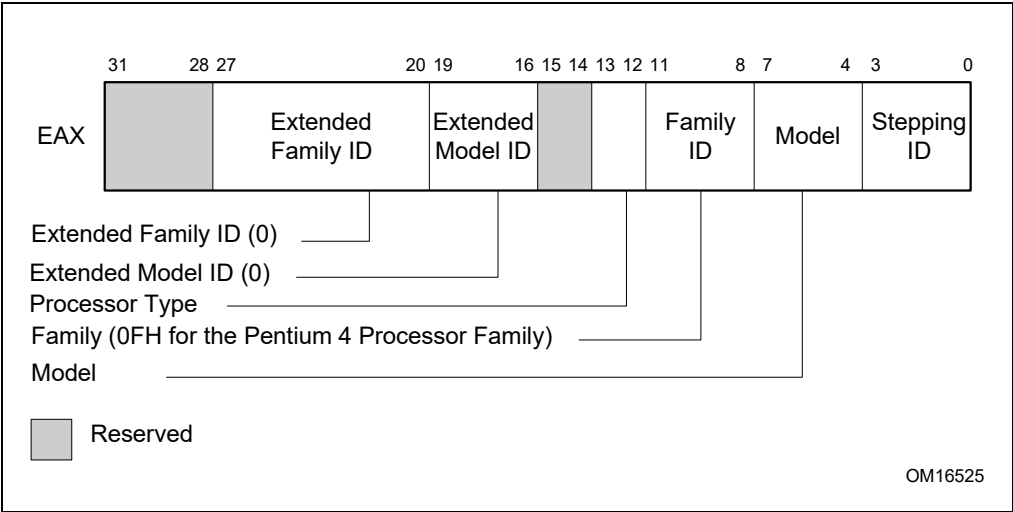 31 28 27 20 19 16 15 14 13 12 11 8 7 4 3 0
EAX
Extended Family ID
Extended Model ID
Family ID
Model
Stepping ID
Extended Family ID (0)
Extended Model ID (0)
Processor Type
Family (0FH for the Pentium 4 Processor Family)
Model
Reserved
OM16525